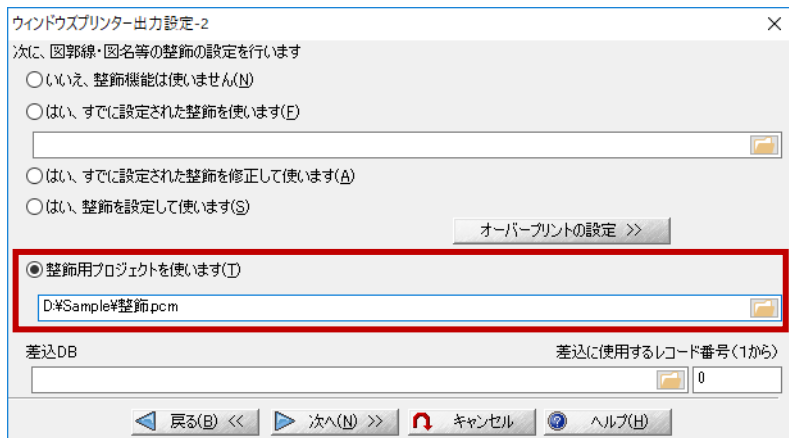 ウィンドウズプリンター出力設定-2
次に、図郭線・図名等の整飾の設定を行います
いいえ、整飾機能は使いません(N)
はい、すでに設定された整飾を使います(F)
はい、すでに設定された整飾を修正して使います(A)
はい、整飾を設定して使います(S)
オーバープリントの設定 >>
整飾用プロジェクトを使います(T)
D:¥Sample¥整飾.pcm
差込DB 差込に使用するレコード番号(1から)
0
戻る(B) << 次へ(N) >> キャンセル ヘルプ(H)